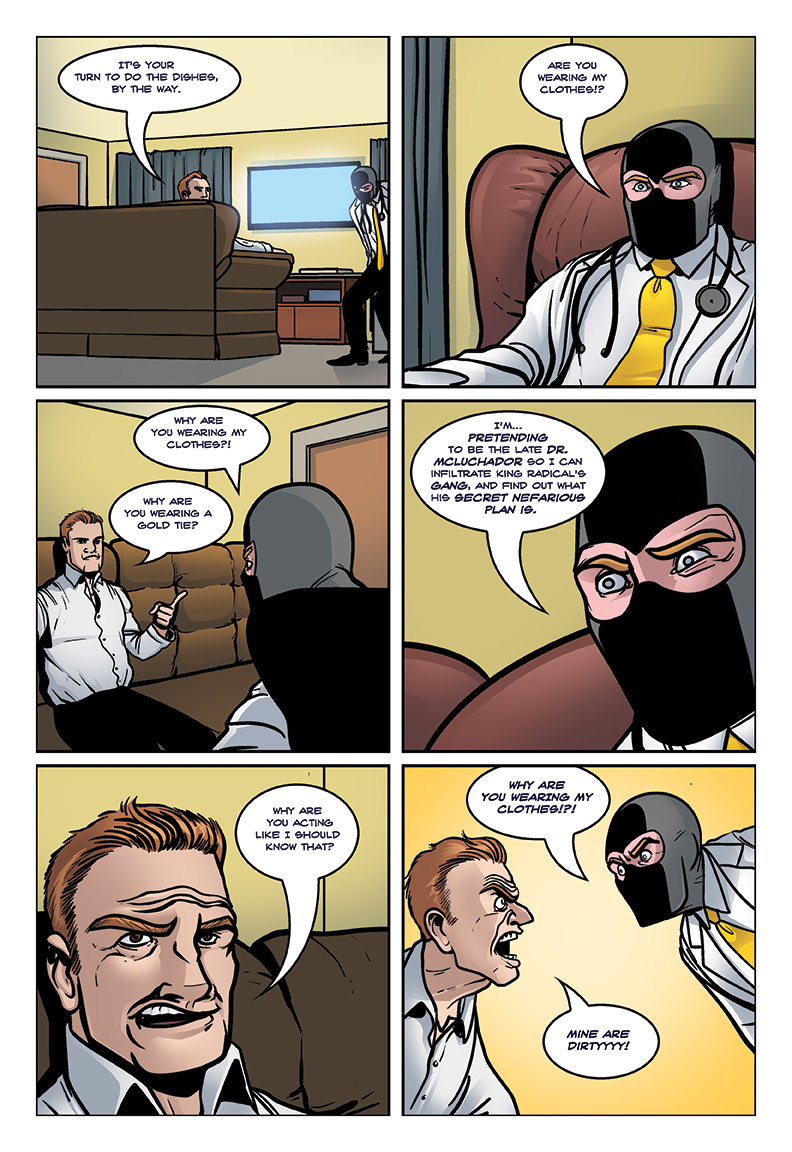 IT'S YOUR
TURN TO DO THE DISHES,
BY THE WAY.
ARE YOU
WEARING MY
CLOTHES!?
WHY ARE
YOU WEARING MY
CLOTHES?!
WHY ARE
YOU WEARING A
GOLD TIE?
I'M...
PRETENDING
TO BE THE LATE DR.
MCLUCHADOR SO I CAN
INFILTRATE KING RADICAL'S
GANG, AND FIND OUT WHAT
HIS SECRET NEFARIOUS
PLAN IS.
WHY ARE
YOU ACTING
LIKE I SHOULD
KNOW THAT?
WHY ARE
YOU WEARING MY
CLOTHES!?!
MINE ARE
DIRTYYYY!